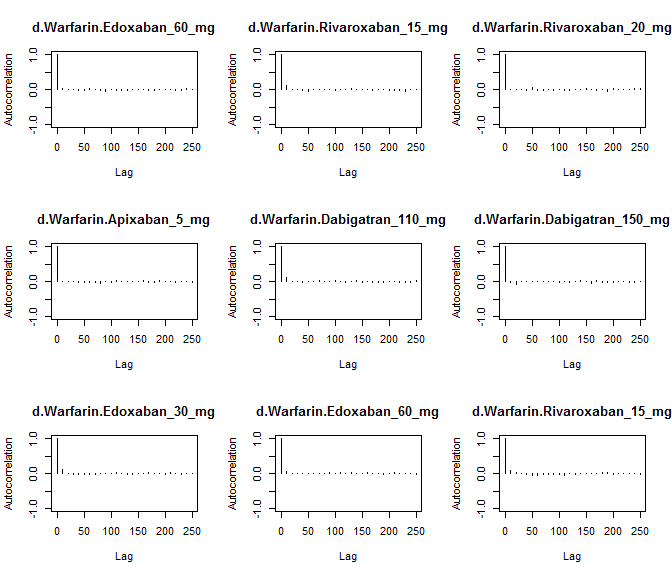 d.Warfarin.Edoxaban_60_mg d.Warfarin.Rivaroxaban_15_mg d.Warfarin.Rivaroxaban_20_mg
Autocorrelation Autocorrelation Autocorrelation
1.0 1.0 1.0
0.0 0.0 0.0
-1.0 -1.0 -1.0
0 50 100 150 200 250 0 50 100 150 200 250 0 50 100 150 200 250
Lag Lag Lag
d.Warfarin.Apixaban_5_mg d.Warfarin.Dabigatran_110_mg d.Warfarin.Dabigatran_150_mg
Autocorrelation Autocorrelation Autocorrelation
1.0 1.0 1.0
0.0 0.0 0.0
-1.0 -1.0 -1.0
0 50 100 150 200 250 0 50 100 150 200 250 0 50 100 150 200 250
Lag Lag Lag
d.Warfarin.Edoxaban_30_mg d.Warfarin.Edoxaban_60_mg d.Warfarin.Rivaroxaban_15_mg
Autocorrelation Autocorrelation Autocorrelation
1.0 1.0 1.0
0.0 0.0 0.0
-1.0 -1.0 -1.0
0 50 100 150 200 250 0 50 100 150 200 250 0 50 100 150 200 250
Lag Lag Lag